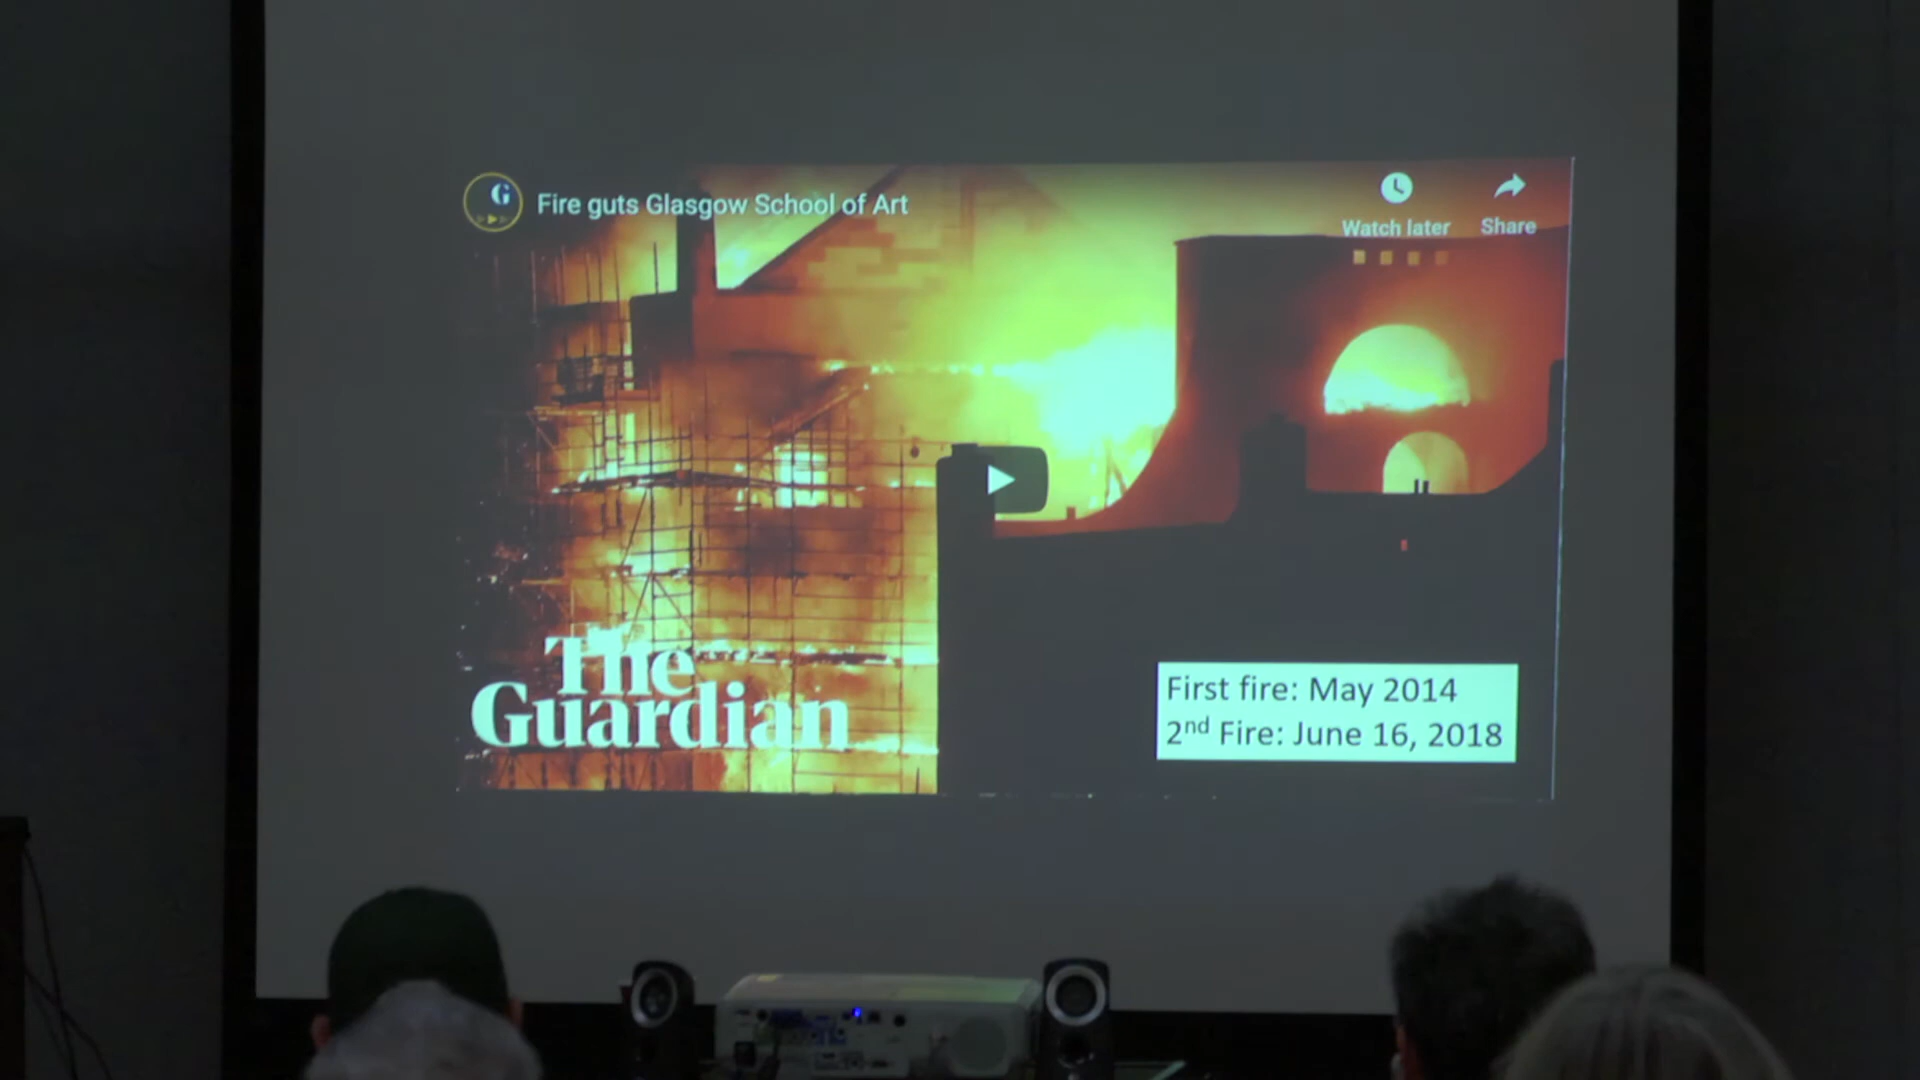 G
Fire guts Glasgow School of Art
Watch later
Share
The
Guardian
First fire: May 2014
2nd Fire: June 16, 2018